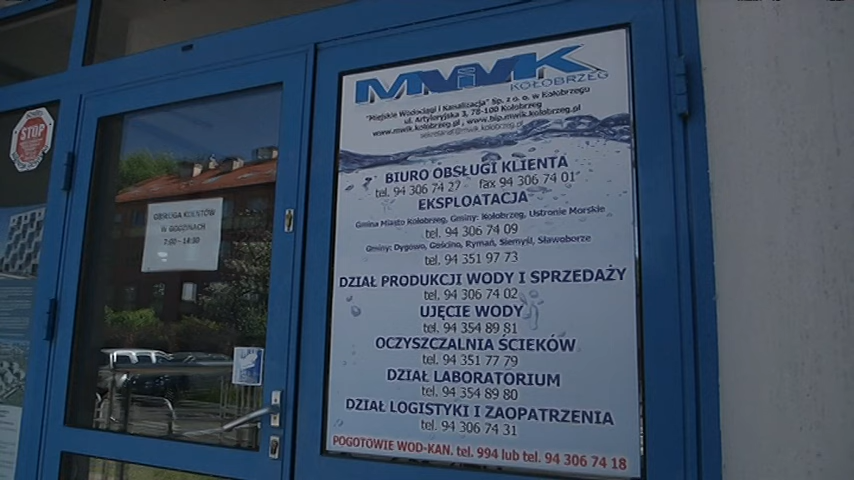 STOP
OBSŁUGA KLIENTÓW
W GODZINACH
7:00 - 14:30
MWiK
KOŁOBRZEG
"Miejskie Wodociągi i Kanalizacja" Sp. z o. o. w Kołobrzegu
ul. Artyleryjska 3, 78-100 Kołobrzeg
www.mwik.kolobrzeg.pl , www.bip.mwik.kolobrzeg.pl
sekretariat@mwik.kolobrzeg.pl
BIURO OBSŁUGI KLIENTA
tel. 94 306 74 27 fax 94 306 74 01
EKSPLOATACJA
Gmina Miasto Kołobrzeg, Gminy: Kołobrzeg, Ustronie Morskie
tel. 94 306 74 09
Gminy: Dygowo, Gościno, Rymań, Siemyśl, Sławoborze
tel. 94 351 97 73
DZIAŁ PRODUKCJI WODY I SPRZEDAŻY
tel. 94 306 74 02
UJĘCIE WODY
tel. 94 354 89 81
OCZYSZCZALNIA ŚCIEKÓW
tel. 94 351 77 79
DZIAŁ LABORATORIUM
tel. 94 354 89 80
DZIAŁ LOGISTYKI I ZAOPATRZENIA
tel. 94 306 74 31
POGOTOWIE WOD-KAN. tel. 994 lub tel. 94 306 74 18